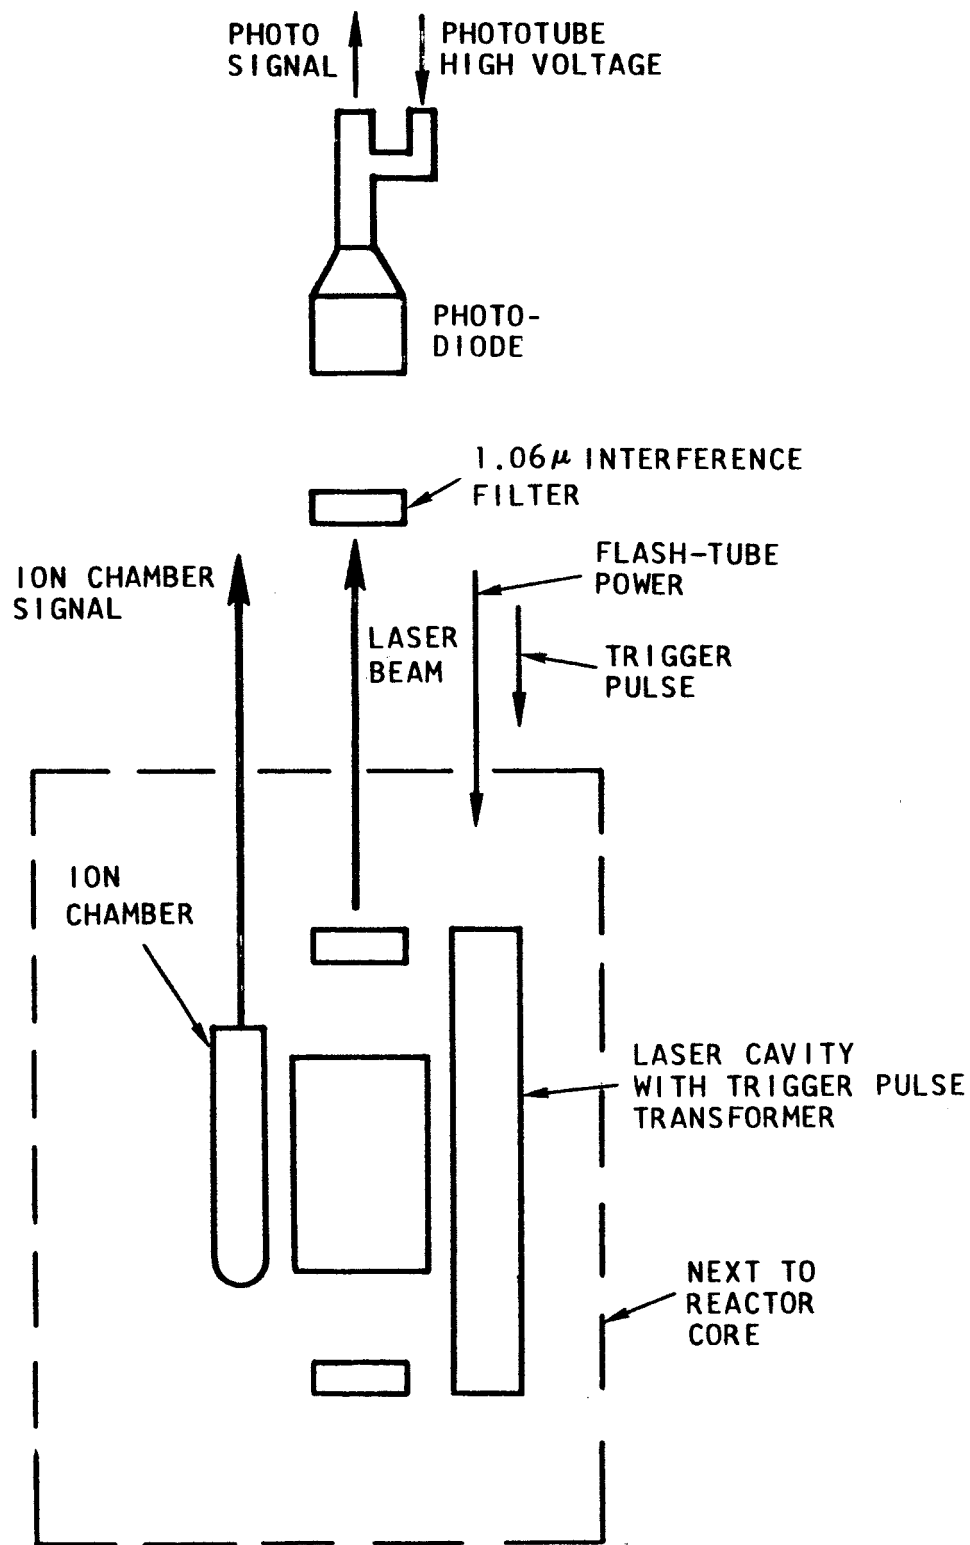 PHOTO
SIGNAL
PHOTOTUBE
HIGH VOLTAGE
PHOTO-
DIODE
1.06μ INTERFERENCE
FILTER
FLASH-TUBE
POWER
ION CHAMBER
SIGNAL
LASER
BEAM
TRIGGER
PULSE
ION
CHAMBER
LASER CAVITY
WITH TRIGGER PULSE
TRANSFORMER
NEXT TO
REACTOR
CORE